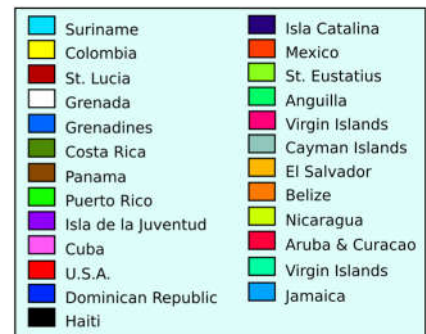 Suriname
Colombia
St. Lucia
Grenada
Grenadines
Costa Rica
Panama
Puerto Rico
Isla de la Juventud
Cuba
U.S.A.
Dominican Republic
Haiti
Isla Catalina
Mexico
St. Eustatius
Anguilla
Virgin Islands
Cayman Islands
El Salvador
Belize
Nicaragua
Aruba & Curacao
Virgin Islands
Jamaica